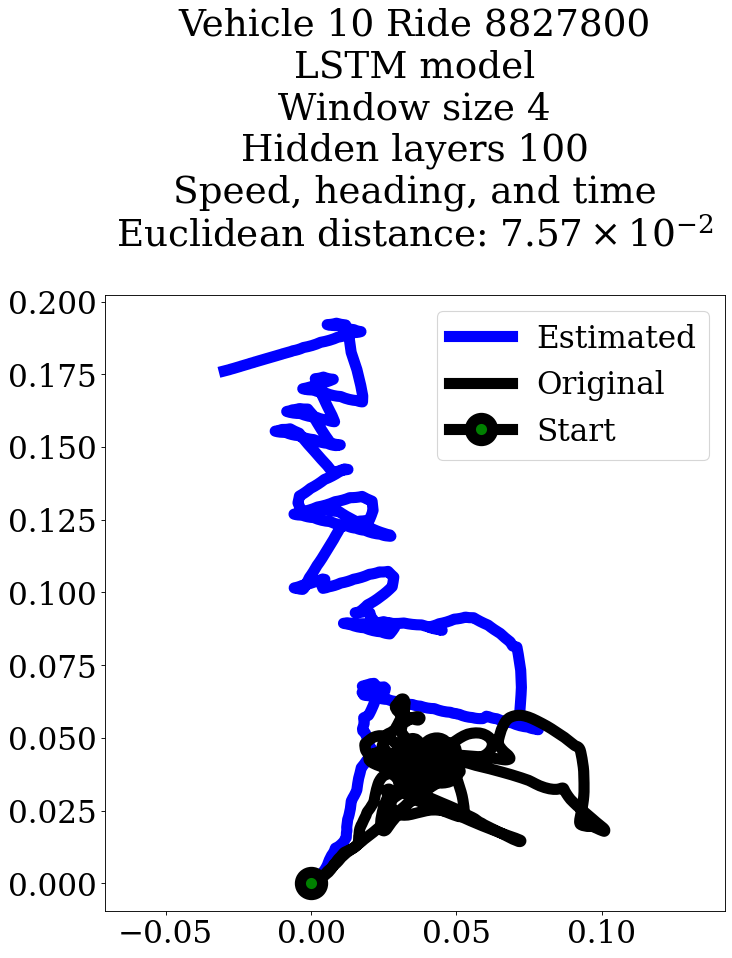 Vehicle 10 Ride 8827800
LSTM model
Window size 4
Hidden layers 100
Speed, heading, and time
Euclidean distance: 7.57 × 10⁻²
Estimated
Original
Start
0.200
0.175
0.150
0.125
0.100
0.075
0.050
0.025
0.000
−0.05 0.00 0.05 0.10